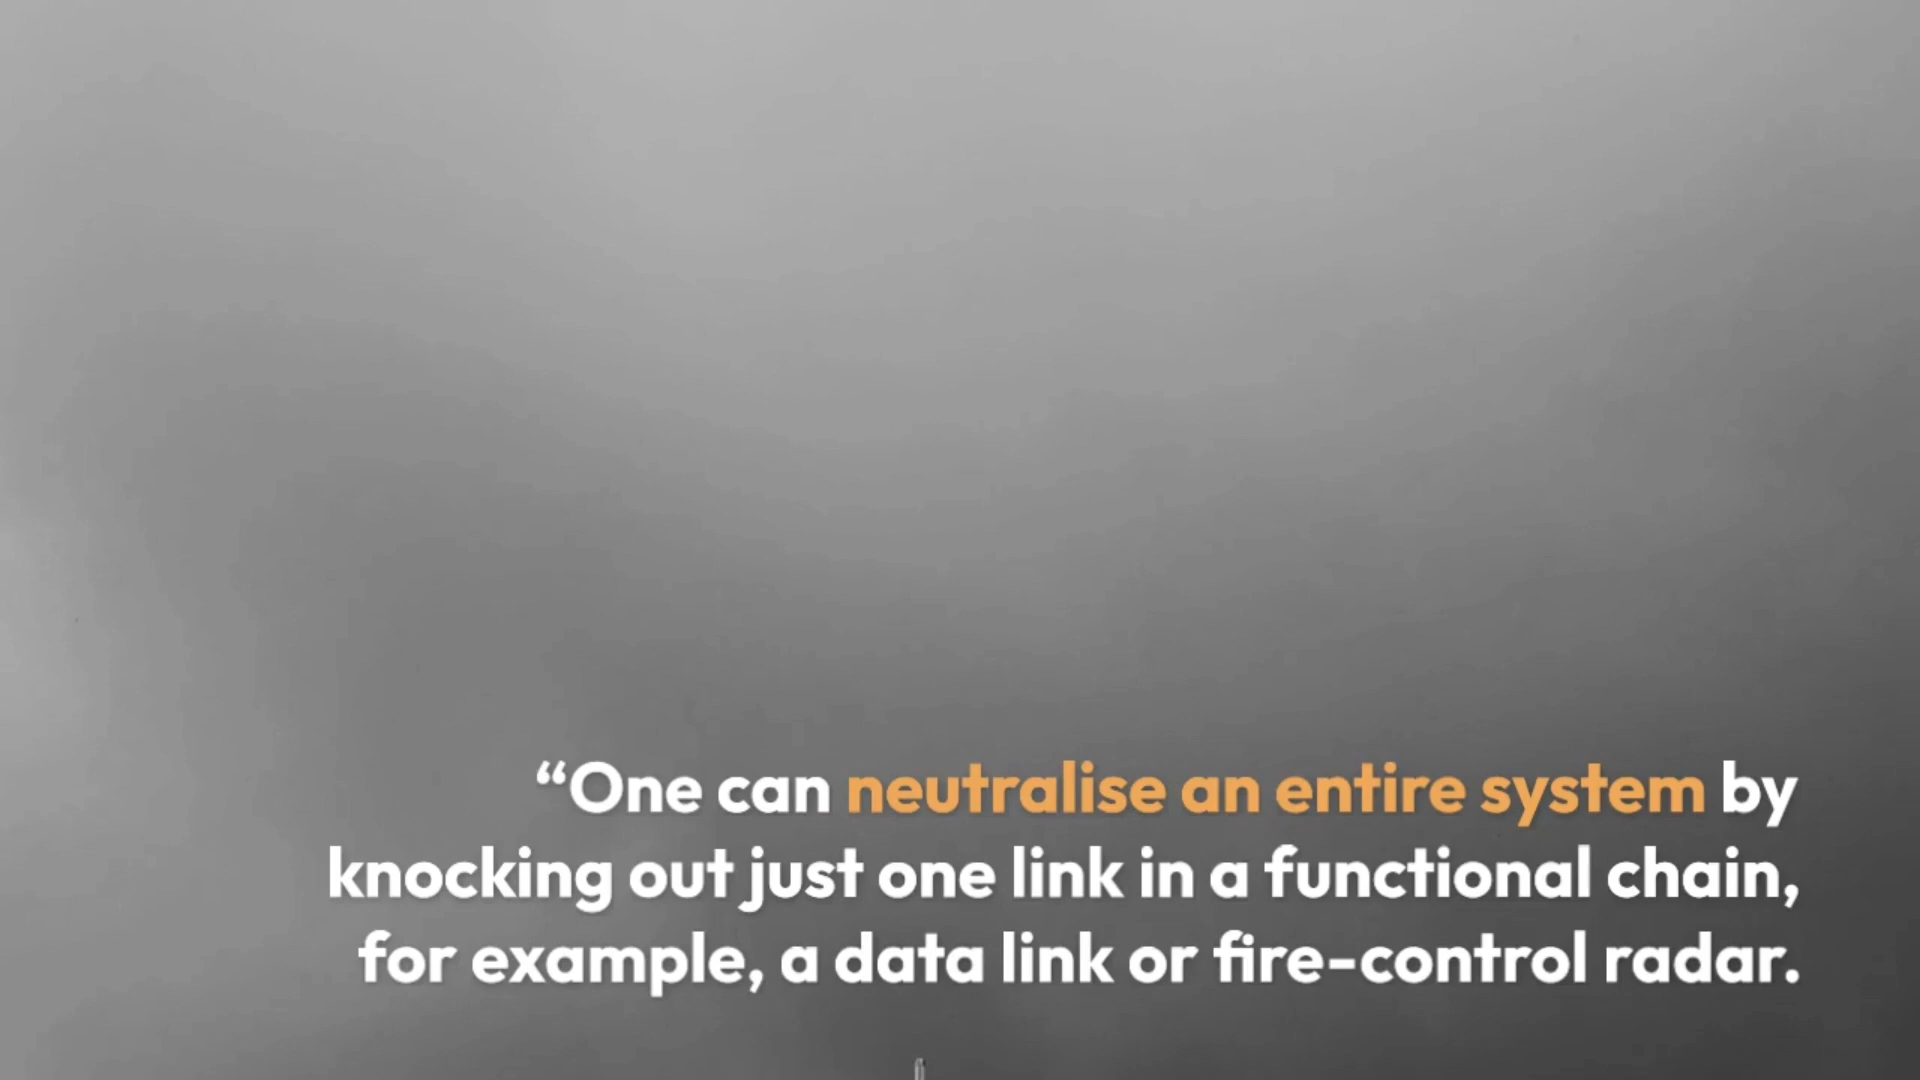 “One can neutralise an entire system by
knocking out just one link in a functional chain,
for example, a data link or fire-control radar.